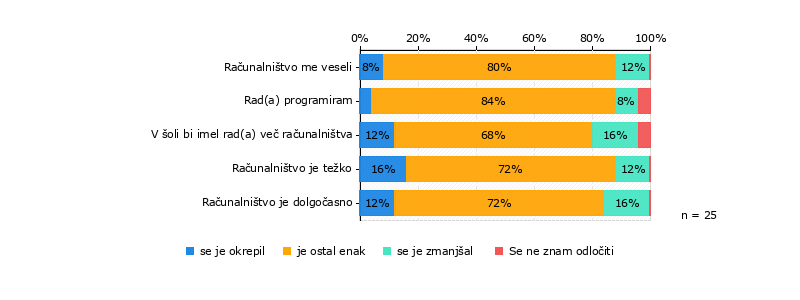 0% 20% 40% 60% 80% 100%
Računalništvo me veseli 8% 80% 12%
Rad(a) programiram 84% 8%
V šoli bi imel rad(a) več računalništva 12% 68% 16%
Računalništvo je težko 16% 72% 12%
Računalništvo je dolgočasno 12% 72% 16%
n = 25
se je okrepil je ostal enak se je zmanjšal Se ne znam odločiti